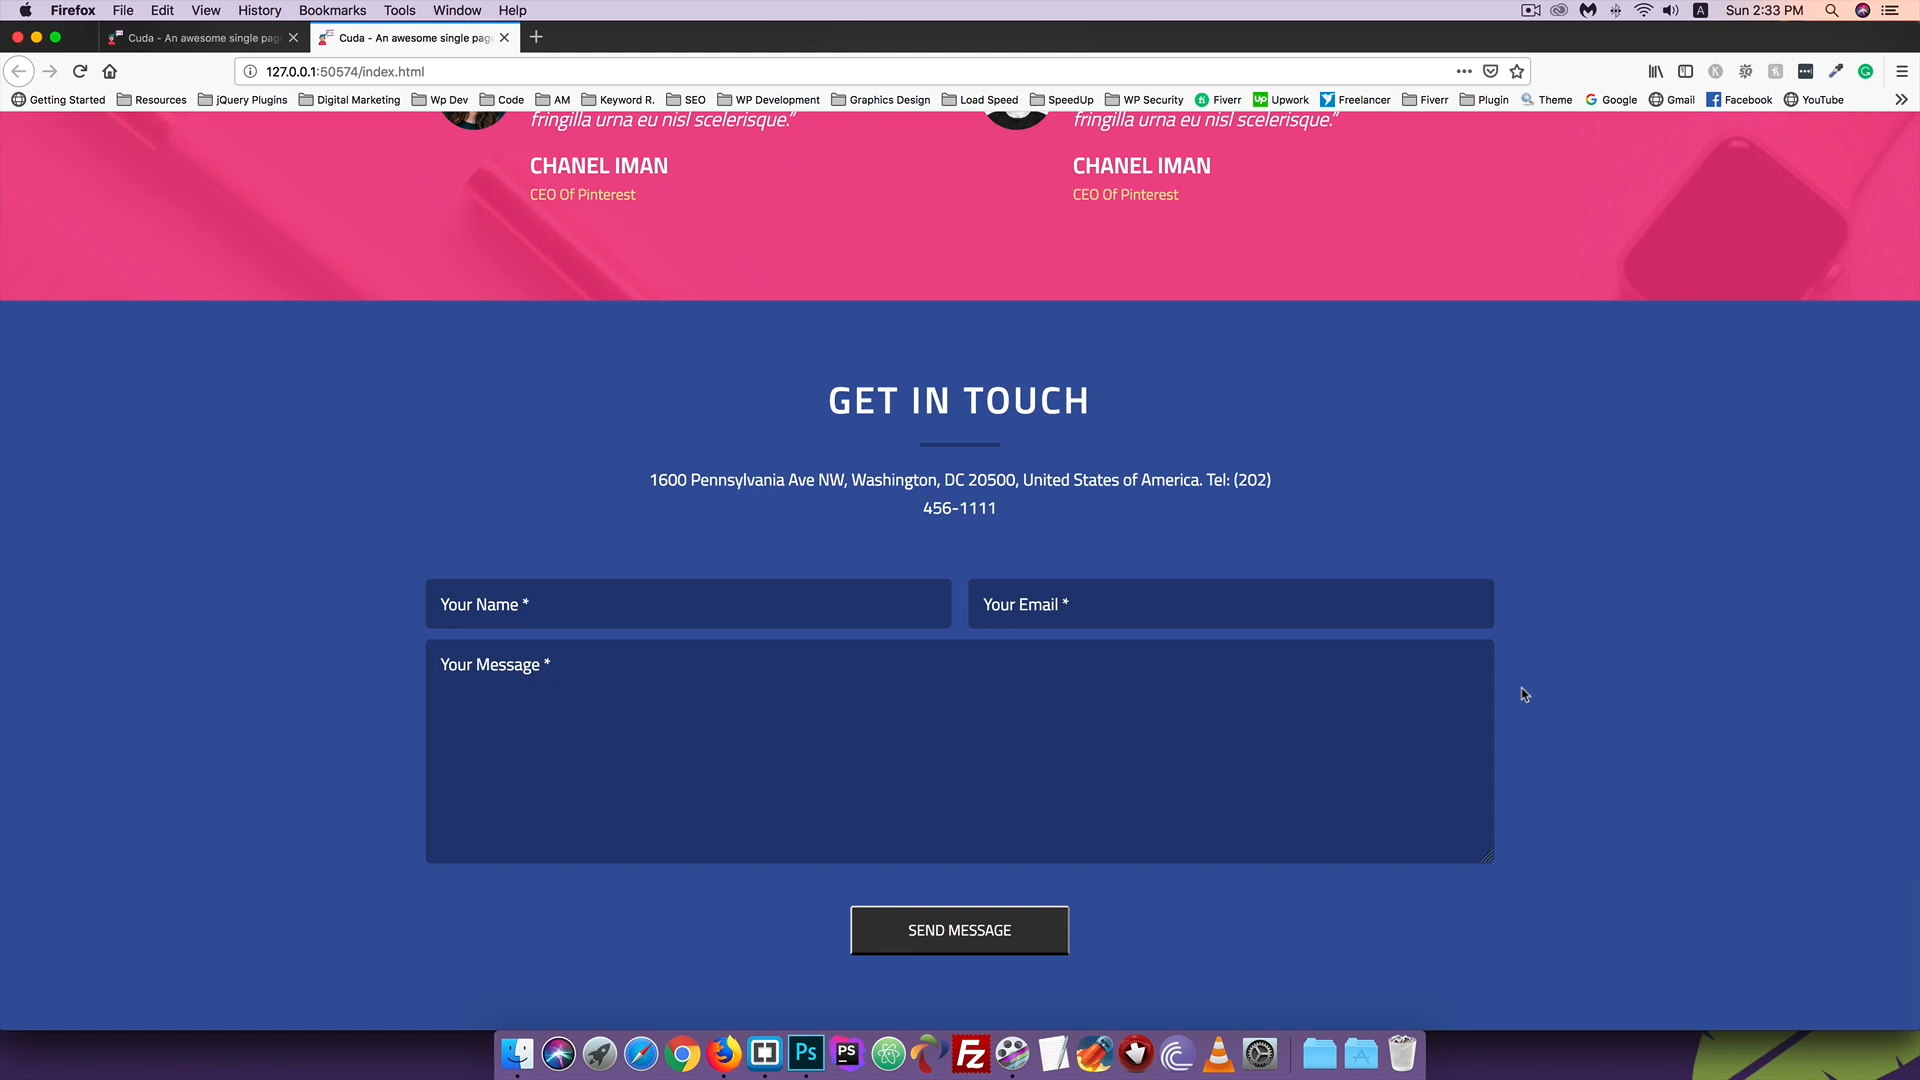 Firefox File Edit View History Bookmarks Tools Window Help A Sun 2:33 PM
Cuda - An awesome single pag Cuda - An awesome single pag
127.0.0.1:50574/index.html
Getting Started Resources jQuery Plugins Digital Marketing Wp Dev Code AM Keyword R. SEO WP Development Graphics Design Load Speed SpeedUp WP Security Fiverr Upwork Freelancer Fiverr Plugin Theme Google Gmail Facebook YouTube
fringilla urna eu nisl scelerisque.” fringilla urna eu nisl scelerisque.”
CHANEL IMAN CHANEL IMAN
CEO Of Pinterest CEO Of Pinterest
GET IN TOUCH
1600 Pennsylvania Ave NW, Washington, DC 20500, United States of America. Tel: (202)
456-1111
Your Name * Your Email *
Your Message *
SEND MESSAGE
Ps PS FZ